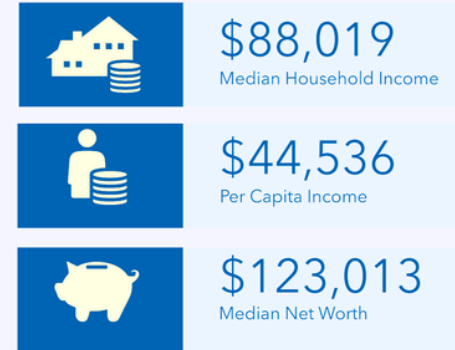 $88,019
Median Household Income
$44,536
Per Capita Income
$123,013
Median Net Worth